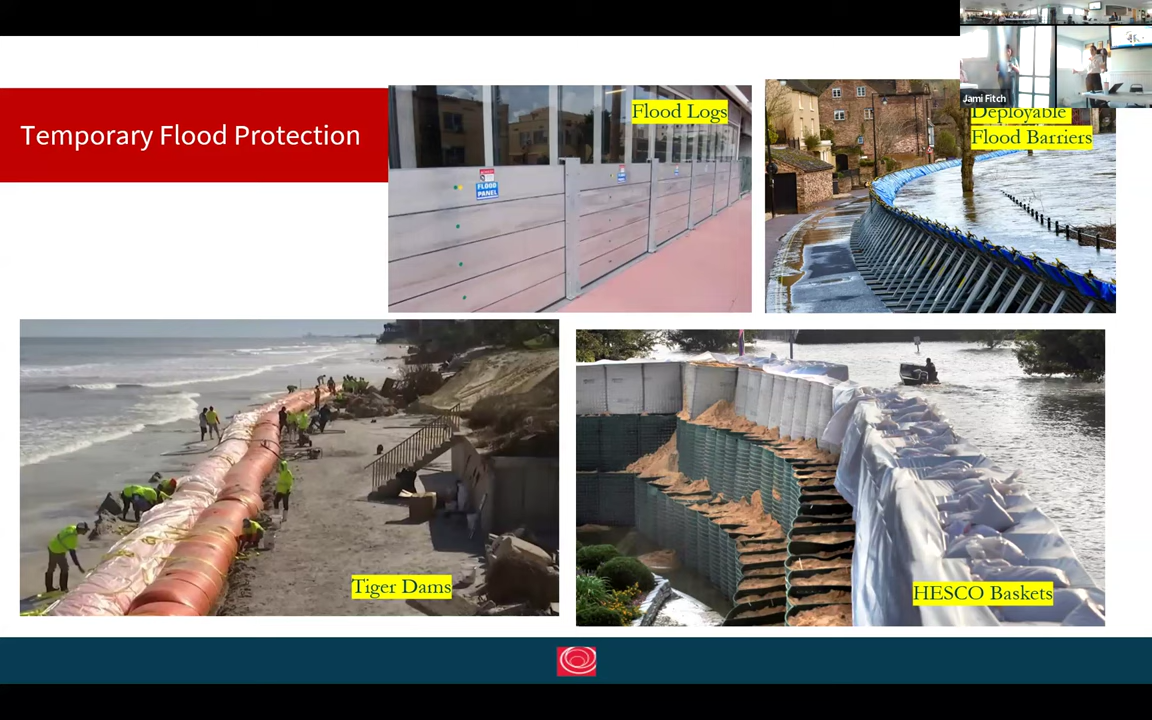 Jami Fitch
Temporary Flood Protection
Flood Logs
Deployable
Flood Barriers
FLOOD
PANEL
Tiger Dams
HESCO Baskets